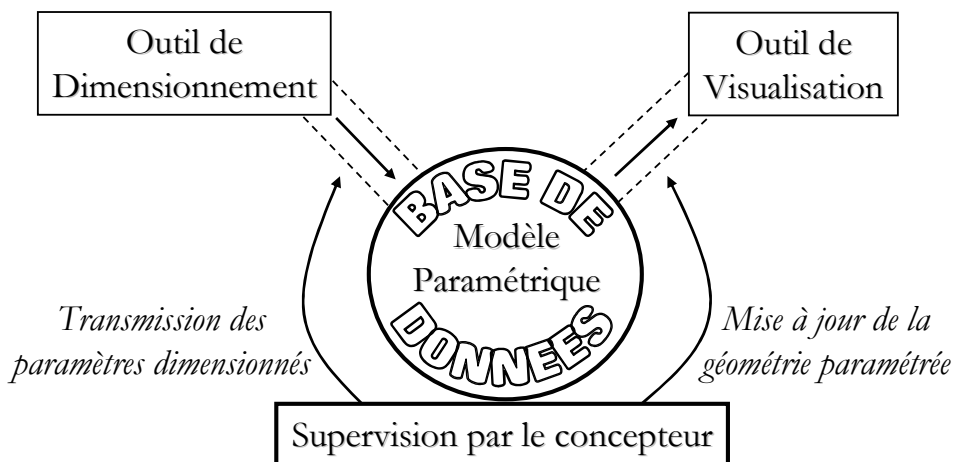 Outil de
Dimensionnement
Outil de
Visualisation
BASE DE
Modèle
Paramétrique
DONNEES
Transmission des
paramètres dimensionnés
Mise à jour de la
géométrie paramétrée
Supervision par le concepteur